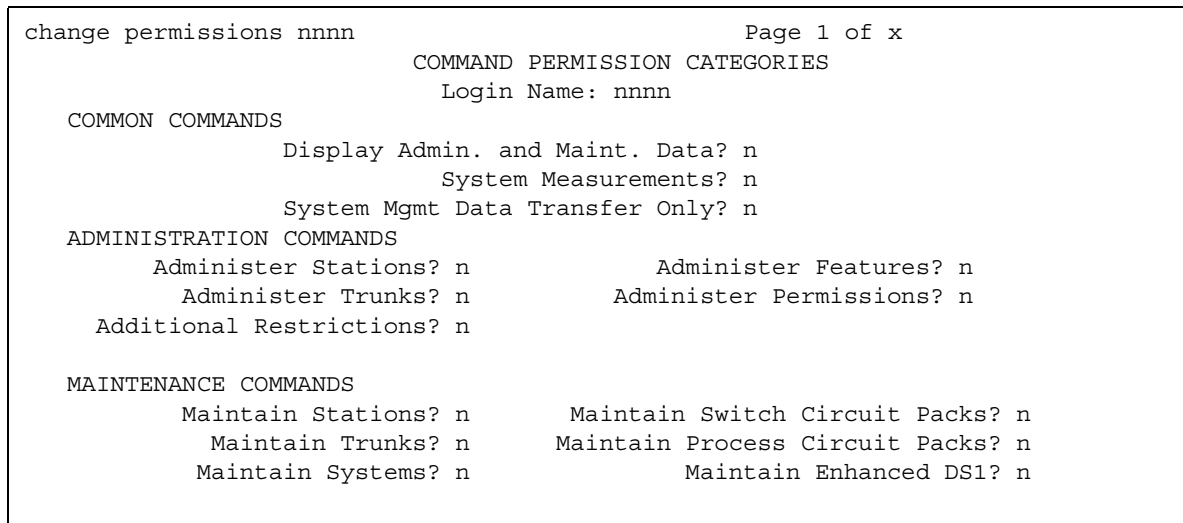 change permissions nnnn Page 1 of x
COMMAND PERMISSION CATEGORIES
Login Name: nnnn
COMMON COMMANDS
Display Admin. and Maint. Data? n
System Measurements? n
System Mgmt Data Transfer Only? n
ADMINISTRATION COMMANDS
Administer Stations? n Administer Features? n
Administer Trunks? n Administer Permissions? n
Additional Restrictions? n
MAINTENANCE COMMANDS
Maintain Stations? n Maintain Switch Circuit Packs? n
Maintain Trunks? n Maintain Process Circuit Packs? n
Maintain Systems? n Maintain Enhanced DS1? n